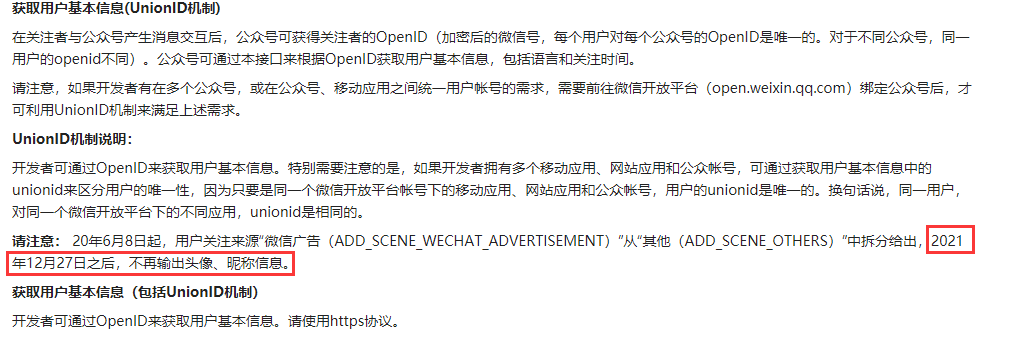 获取用户基本信息(UnionID机制)
在关注者与公众号产生消息交互后，公众号可获得关注者的OpenID（加密后的微信号，每个用户对每个公众号的OpenID是唯一的。对于不同公众号，同一
用户的openid不同）。公众号可通过本接口来根据OpenID获取用户基本信息，包括语言和关注时间。
请注意，如果开发者有在多个公众号，或在公众号、移动应用之间统一用户帐号的需求，需要前往微信开放平台（open.weixin.qq.com）绑定公众号后，才
可利用UnionID机制来满足上述需求。
UnionID机制说明：
开发者可通过OpenID来获取用户基本信息。特别需要注意的是，如果开发者拥有多个移动应用、网站应用和公众帐号，可通过获取用户基本信息中的
unionid来区分用户的唯一性，因为只要是同一个微信开放平台帐号下的移动应用、网站应用和公众帐号，用户的unionid是唯一的。换句话说，同一用户，
对同一个微信开放平台下的不同应用，unionid是相同的。
请注意： 20年6月8日起，用户关注来源“微信广告（ADD_SCENE_WECHAT_ADVERTISEMENT）”从“其他（ADD_SCENE_OTHERS）”中拆分给出，2021
年12月27日之后，不再输出头像、昵称信息。
获取用户基本信息（包括UnionID机制）
开发者可通过OpenID来获取用户基本信息。请使用https协议。